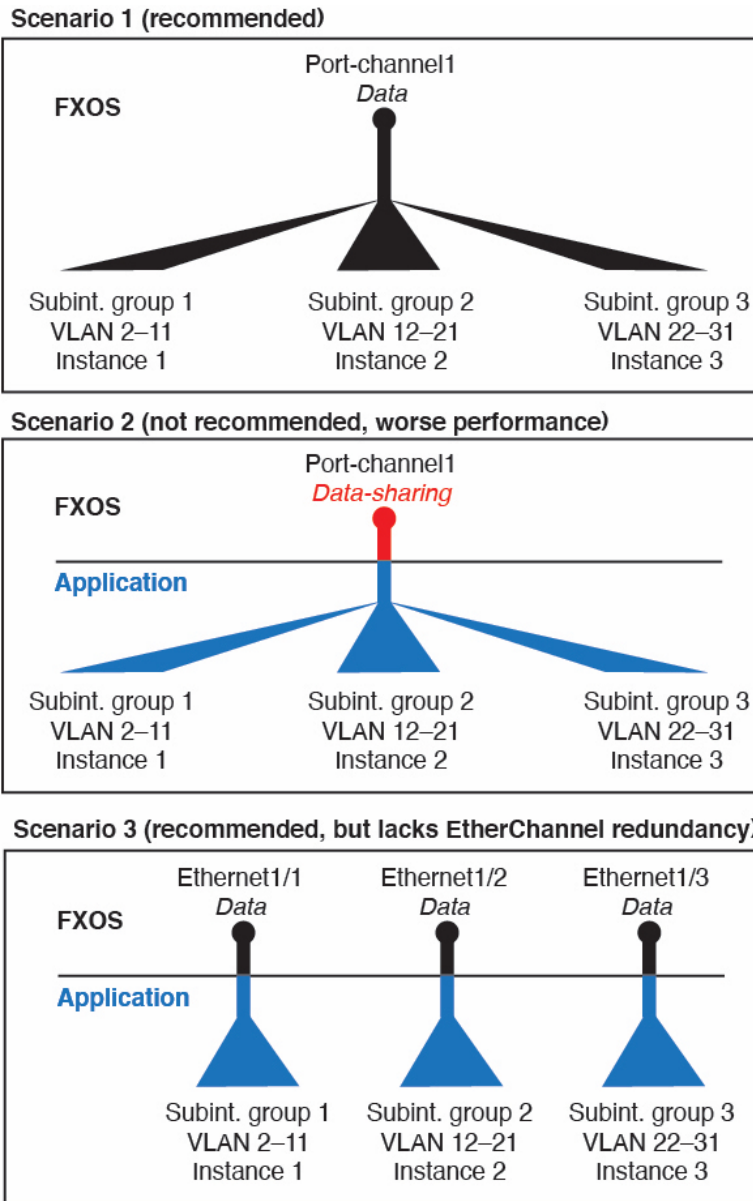 Scenario 1 (recommended)
Port-channel1
Data
FXOS
Subint. group 1
VLAN 2–11
Instance 1
Subint. group 2
VLAN 12–21
Instance 2
Subint. group 3
VLAN 22–31
Instance 3
Scenario 2 (not recommended, worse performance)
Port-channel1
Data-sharing
FXOS
Application
Subint. group 1
VLAN 2–11
Instance 1
Subint. group 2
VLAN 12–21
Instance 2
Subint. group 3
VLAN 22–31
Instance 3
Scenario 3 (recommended, but lacks EtherChannel redundancy)
Ethernet1/1
Data
Ethernet1/2
Data
Ethernet1/3
Data
FXOS
Application
Subint. group 1
VLAN 2–11
Instance 1
Subint. group 2
VLAN 12–21
Instance 2
Subint. group 3
VLAN 22–31
Instance 3